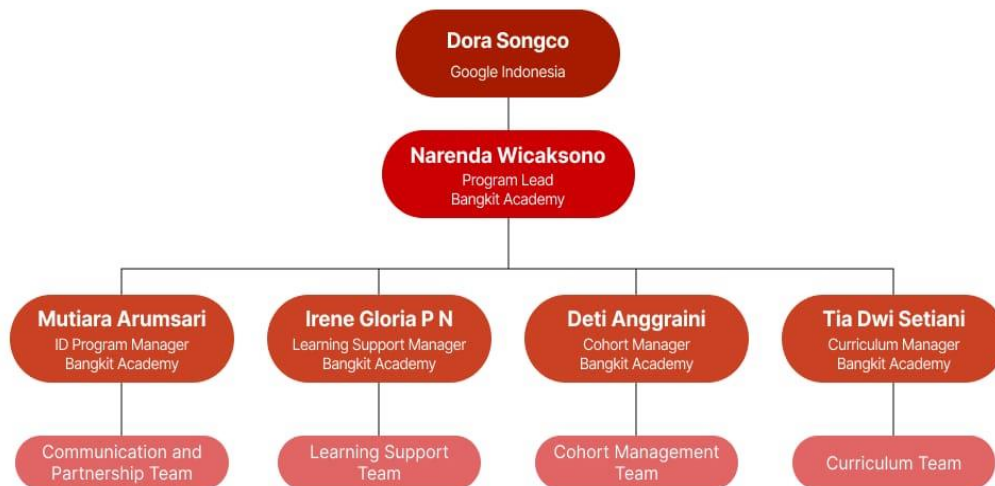 Dora Songco
Google Indonesia
Narenda Wicaksono
Program Lead
Bangkit Academy
Mutiara Arumsari
ID Program Manager
Bangkit Academy
Irene Gloria P N
Learning Support Manager
Bangkit Academy
Deti Anggraini
Cohort Manager
Bangkit Academy
Tia Dwi Setiani
Curriculum Manager
Bangkit Academy
Communication and
Partnership Team
Learning Support
Team
Cohort Management
Team
Curriculum Team